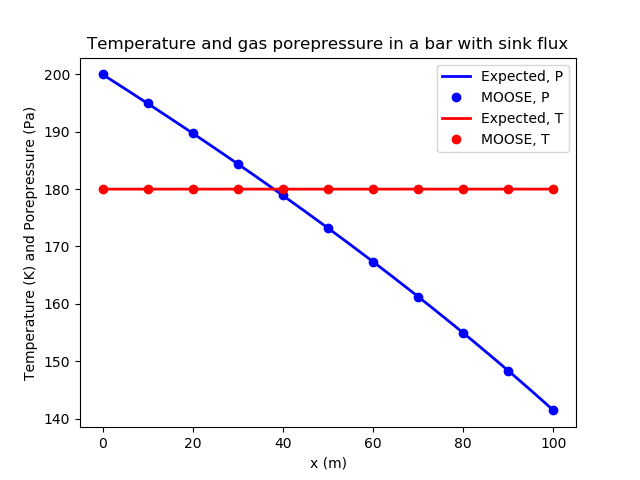 Temperature and gas porepressure in a bar with sink flux
Expected, P
MOOSE, P
Expected, T
MOOSE, T
Temperature (K) and Porepressure (Pa)
200
190
180
170
160
150
140
0 20 40 60 80 100
x (m)